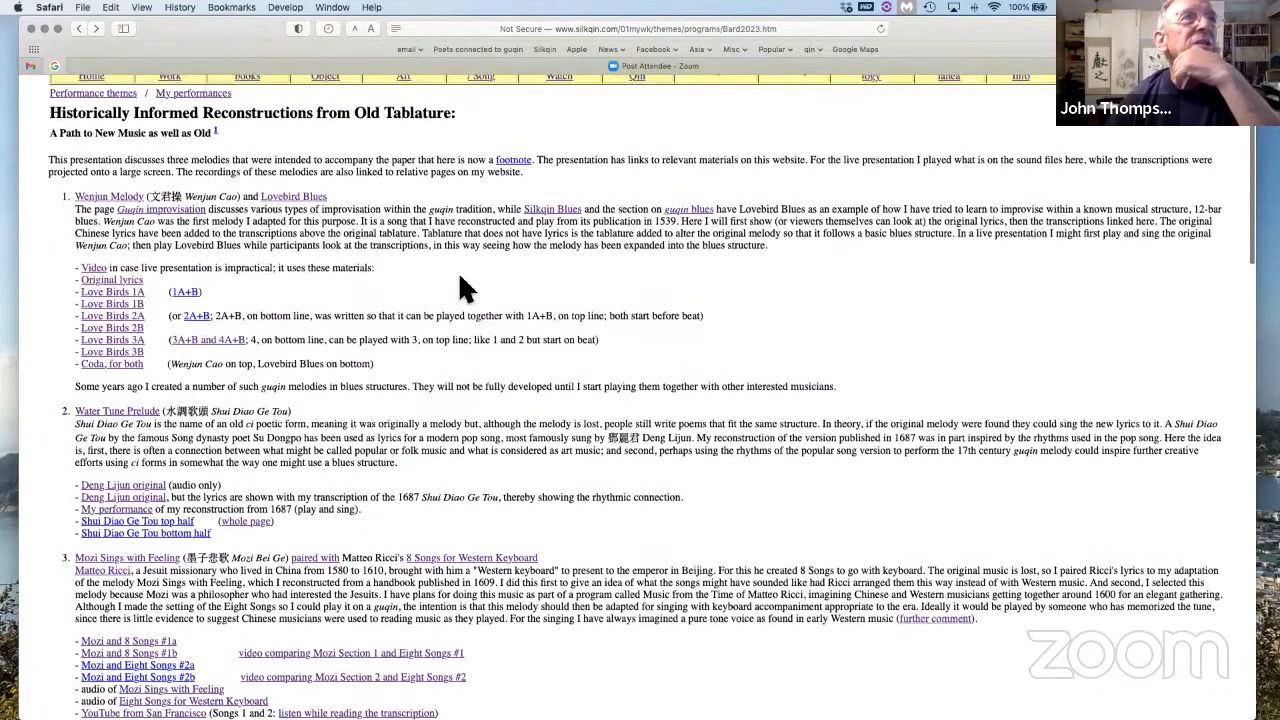 Not Secure — www.silkqin.com/01mywk/themes/programs/Bard2023.htm
email Poets connected to guqin Silkqin Apple News Facebook Asia Misc Popular qin Google Maps
Post Attendee - Zoom
Home Work books Object Art / Song Watch Qin
Info
Performance themes / My performances
Historically Informed Reconstructions from Old Tablature:
A Path to New Music as well as Old 1
This presentation discusses three melodies that were intended to accompany the paper that here is now a footnote. The presentation has links to relevant materials on this website. For the live presentation I played what is on the sound files here, while the transcriptions were
projected onto a large screen. The recordings of these melodies are also linked to relative pages on my website.
1. Wenjun Melody (文君操 Wenjun Cao) and Lovebird Blues
The page Guqin improvisation discusses various types of improvisation within the guqin tradition, while Silkqin Blues and the section on guqin blues have Lovebird Blues as an example of how I have tried to learn to improvise within a known musical structure, 12-bar
blues. Wenjun Cao was the first melody I adapted for this purpose. It is a song that I have reconstructed and play from its publication in 1539. Here I will first show (or viewers themselves can look at) the original lyrics, then the transcriptions linked here. The original
Chinese lyrics have been added to the transcriptions above the original tablature. Tablature that does not have lyrics is the tablature added to alter the original melody so that it follows a basic blues structure. In a live presentation I might first play and sing the original
Wenjun Cao; then play Lovebird Blues while participants look at the transcriptions, in this way seeing how the melody has been expanded into the blues structure.
- Video in case live presentation is impractical; it uses these materials:
- Original lyrics
- Love Birds 1A (1A+B)
- Love Birds 1B
- Love Birds 2A (or 2A+B; 2A+B, on bottom line, was written so that it can be played together with 1A+B, on top line; both start before beat)
- Love Birds 2B
- Love Birds 3A (3A+B and 4A+B; 4, on bottom line, can be played with 3, on top line; like 1 and 2 but start on beat)
- Love Birds 3B
- Coda, for both (Wenjun Cao on top, Lovebird Blues on bottom)
Some years ago I created a number of such guqin melodies in blues structures. They will not be fully developed until I start playing them together with other interested musicians.
2. Water Tune Prelude (水調歌頭 Shui Diao Ge Tou)
Shui Diao Ge Tou is the name of an old ci poetic form, meaning it was originally a melody but, although the melody is lost, people still write poems that fit the same structure. In theory, if the original melody were found they could sing the new lyrics to it. A Shui Diao
Ge Tou by the famous Song dynasty poet Su Dongpo has been used as lyrics for a modern pop song, most famously sung by 鄧麗君 Deng Lijun. My reconstruction of the version published in 1687 was in part inspired by the rhythms used in the pop song. Here the idea
is, first, there is often a connection between what might be called popular or folk music and what is considered as art music; and second, perhaps using the rhythms of the popular song version to perform the 17th century guqin melody could inspire further creative
efforts using ci forms in somewhat the way one might use a blues structure.
- Deng Lijun original (audio only)
- Deng Lijun original, but the lyrics are shown with my transcription of the 1687 Shui Diao Ge Tou, thereby showing the rhythmic connection.
- My performance of my reconstruction from 1687 (play and sing).
- Shui Diao Ge Tou top half (whole page)
- Shui Diao Ge Tou bottom half
3. Mozi Sings with Feeling (墨子悲歌 Mozi Bei Ge) paired with Matteo Ricci's 8 Songs for Western Keyboard
Matteo Ricci, a Jesuit missionary who lived in China from 1580 to 1610, brought with him a "Western keyboard" to present to the emperor in Beijing. For this he created 8 Songs to go with keyboard. The original music is lost, so I paired Ricci's lyrics to my adaptation
of the melody Mozi Sings with Feeling, which I reconstructed from a handbook published in 1609. I did this first to give an idea of what the songs might have sounded like had Ricci arranged them this way instead of with Western music. And second, I selected this
melody because Mozi was a philosopher who had interested the Jesuits. I have plans for doing this music as part of a program called Music from the Time of Matteo Ricci, imagining Chinese and Western musicians getting together around 1600 for an elegant gathering.
Although I made the setting of the Eight Songs so I could play it on a guqin, the intention is that this melody should then be adapted for singing with keyboard accompaniment appropriate to the era. Ideally it would be played by someone who has memorized the tune,
since there is little evidence to suggest Chinese musicians were used to reading music as they played. For the singing I have always imagined a pure tone voice as found in early Western music (further comment).
- Mozi and 8 Songs #1a
- Mozi and 8 Songs #1b video comparing Mozi Section 1 and Eight Songs #1
- Mozi and Eight Songs #2a
- Mozi and Eight Songs #2b video comparing Mozi Section 2 and Eight Songs #2
- audio of Mozi Sings with Feeling
- audio of Eight Songs for Western Keyboard
- YouTube from San Francisco (Songs 1 and 2: listen while reading the transcription)
John Thomps...
zoom